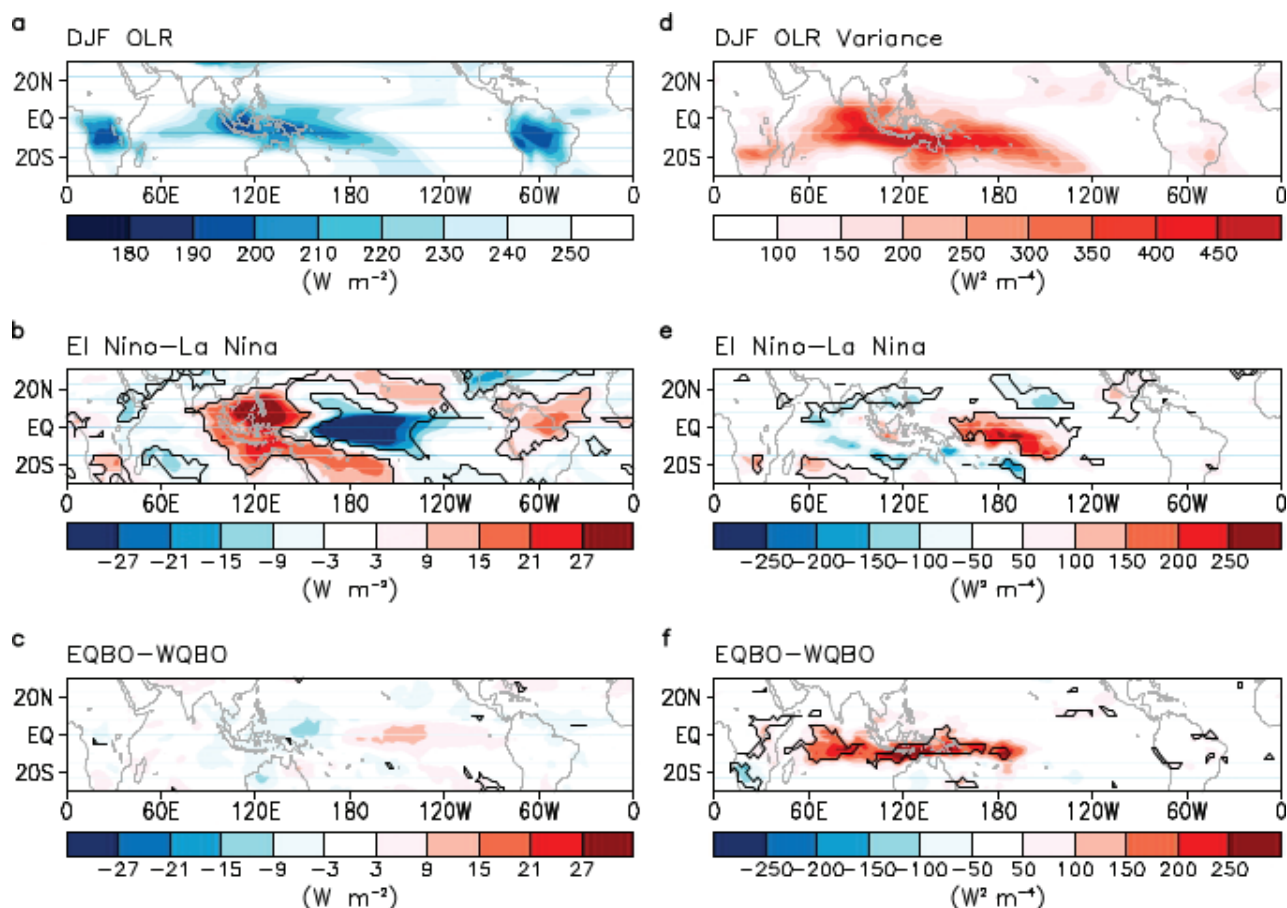 a
DJF OLR
20N
EQ
20S
0 60E 120E 180 120W 60W 0
180 190 200 210 220 230 240 250
(W m⁻²)
b
El Nino-La Nina
20N
EQ
20S
0 60E 120E 180 120W 60W 0
-27 -21 -15 -9 -3 3 9 15 21 27
(W m⁻²)
c
EQBO-WQBO
20N
EQ
20S
0 60E 120E 180 120W 60W 0
-27 -21 -15 -9 -3 3 9 15 21 27
(W m⁻²)
d
DJF OLR Variance
20N
EQ
20S
0 60E 120E 180 120W 60W 0
100 150 200 250 300 350 400 450
(W² m⁻⁴)
e
El Nino-La Nina
20N
EQ
20S
0 60E 120E 180 120W 60W 0
-250 -200 -150 -100 -50 50 100 150 200 250
(W² m⁻⁴)
f
EQBO-WQBO
20N
EQ
20S
0 60E 120E 180 120W 60W 0
-250 -200 -150 -100 -50 50 100 150 200 250
(W² m⁻⁴)